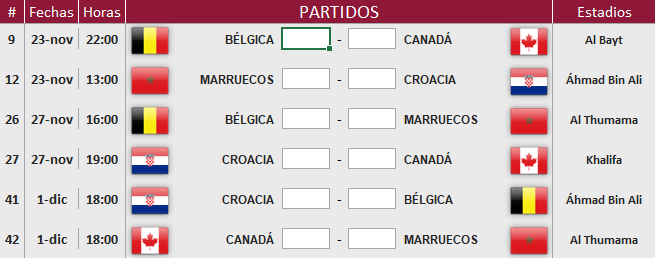 # Fechas Horas PARTIDOS Estadios
9 23-nov 22:00 BÉLGICA - CANADÁ Al Bayt
12 23-nov 13:00 MARRUECOS - CROACIA Áhmad Bin Ali
26 27-nov 16:00 BÉLGICA - MARRUECOS Al Thumama
27 27-nov 19:00 CROACIA - CANADÁ Khalifa
41 1-dic 18:00 CROACIA - BÉLGICA Áhmad Bin Ali
42 1-dic 18:00 CANADÁ - MARRUECOS Al Thumama